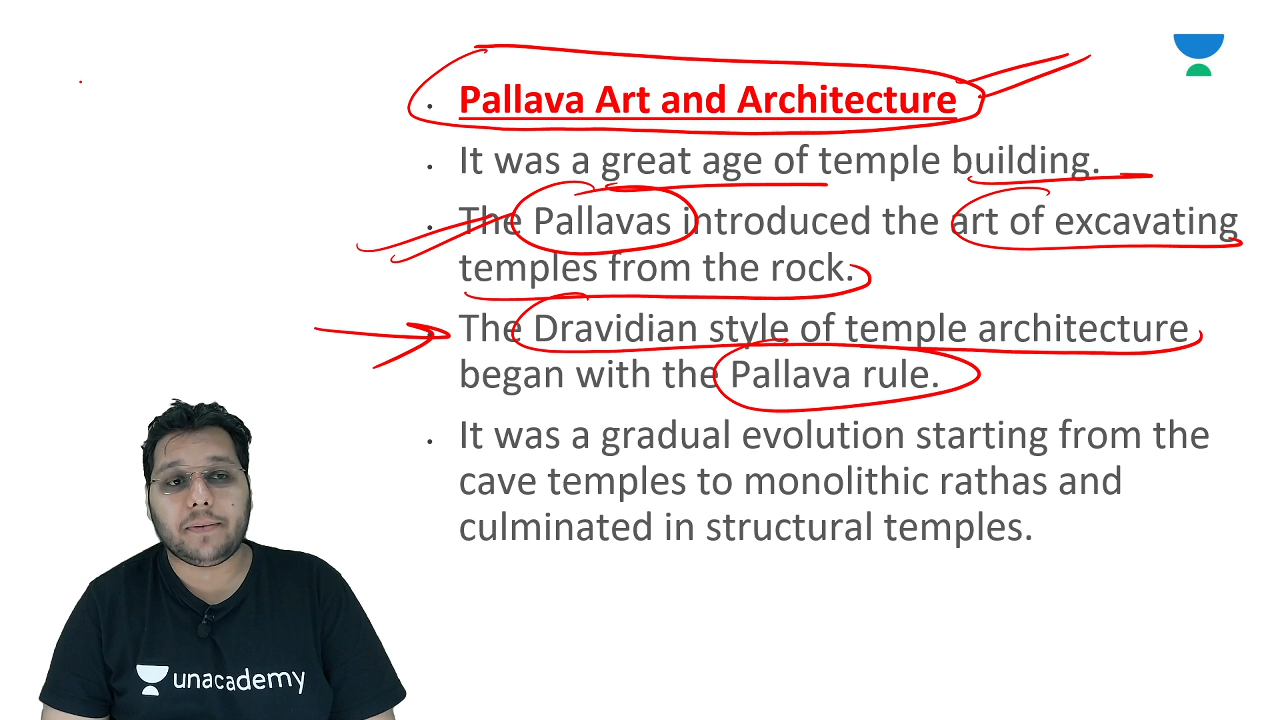 Pallava Art and Architecture
It was a great age of temple building.
The Pallavas introduced the art of excavating
temples from the rock.
The Dravidian style of temple architecture
began with the Pallava rule.
It was a gradual evolution starting from the
cave temples to monolithic rathas and
culminated in structural temples.
unacademy